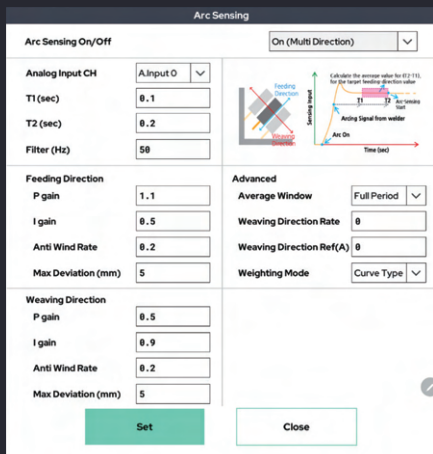 Arc Sensing
Arc Sensing On/Off
On (Multi Direction)
Analog Input CH
A.Input 0
T1(sec)
0.1
T2 (sec)
0.2
Filter (Hz)
50
Feeding Direction
Weaving Direction
Sensing Input
Calculate the average value for (T2-T1),
for the target feeding-direction value
T1
T2
Arc Sensing
Start
Arcing Signal from welder
Arc On
Time (sec)
Feeding Direction
P gain
1.1
I gain
0.5
Anti Wind Rate
0.2
Max Deviation (mm)
5
Advanced
Average Window
Full Period
Weaving Direction Rate
0
Weaving Direction Ref(A)
0
Weighting Mode
Curve Type
Weaving Direction
P gain
0.5
I gain
0.9
Anti Wind Rate
0.2
Max Deviation (mm)
5
Set
Close